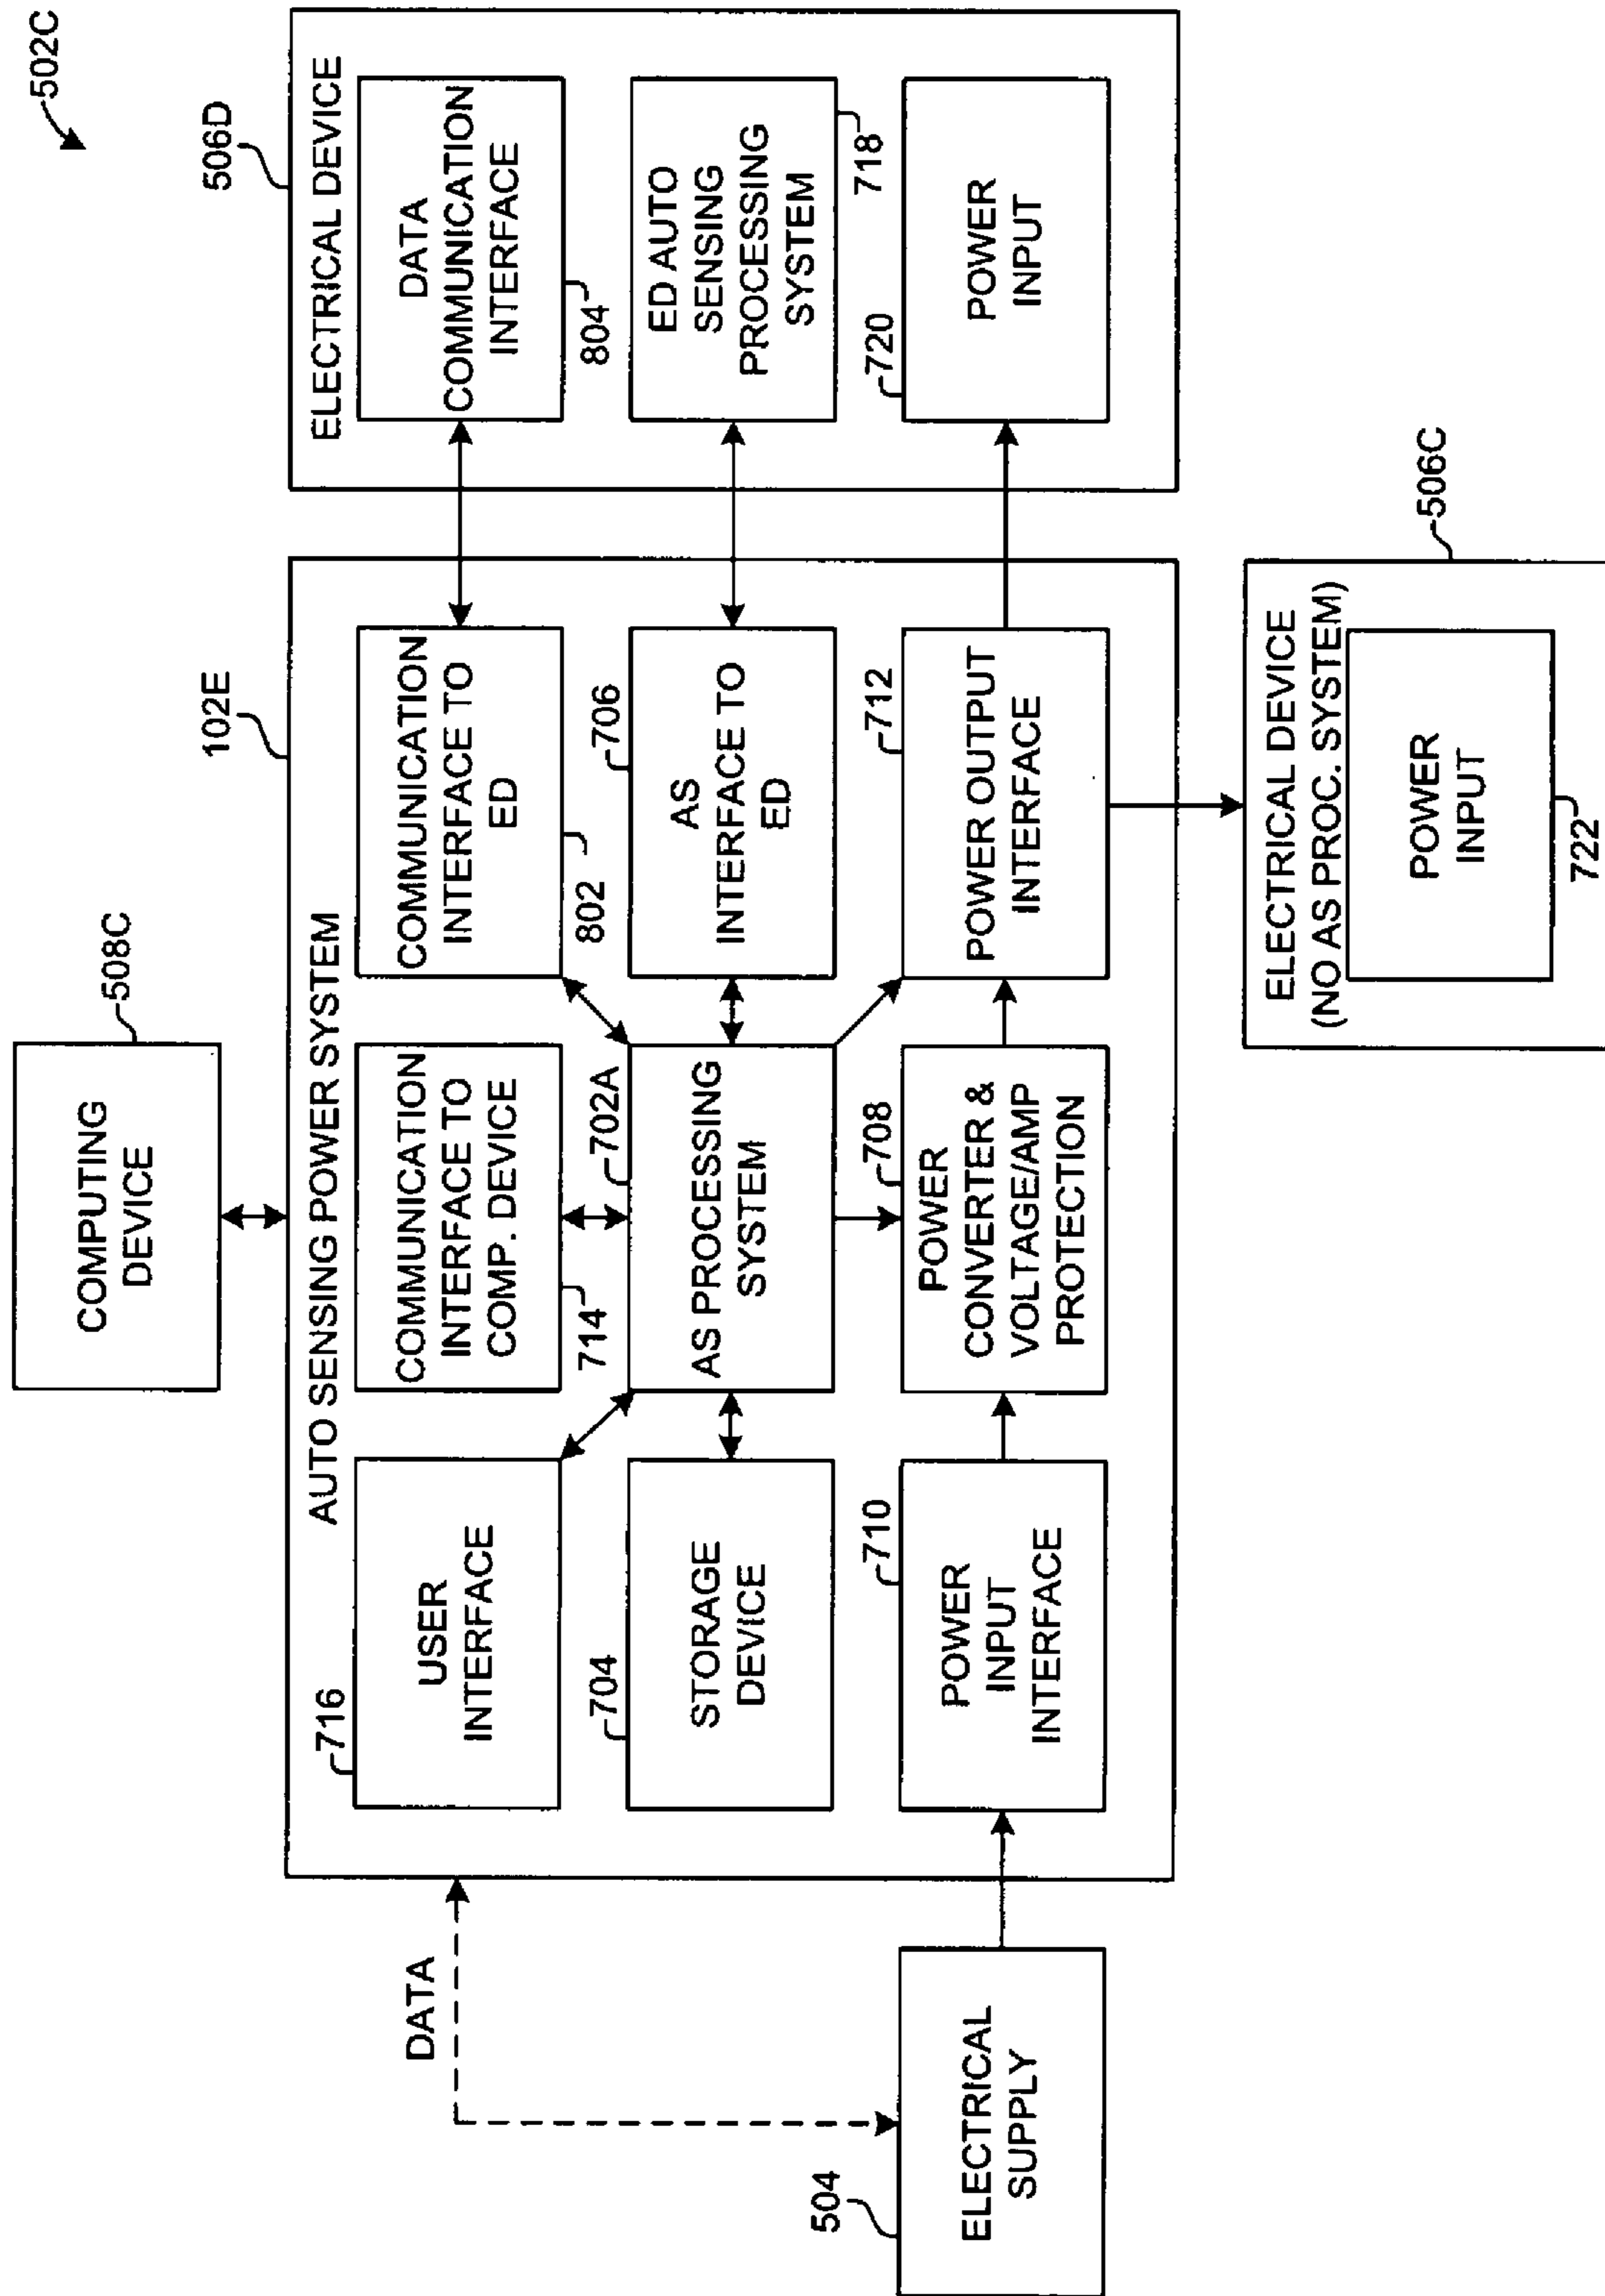 502C
508C
COMPUTING
DEVICE
102E
506D
AUTO SENSING POWER SYSTEM
ELECTRICAL DEVICE
DATA
716
USER
INTERFACE
COMMUNICATION
INTERFACE TO
COMP. DEVICE
714
COMMUNICATION
INTERFACE TO
ED
802
DATA
COMMUNICATION
INTERFACE
804
704
STORAGE
DEVICE
702A
AS PROCESSING
SYSTEM
706
AS
INTERFACE TO
ED
ED AUTO
SENSING
PROCESSING
SYSTEM
718
504
ELECTRICAL
SUPPLY
710
POWER
INPUT
INTERFACE
708
POWER
CONVERTER &
VOLTAGE/AMP
PROTECTION
712
POWER OUTPUT
INTERFACE
720
POWER
INPUT
506C
ELECTRICAL DEVICE
(NO AS PROC. SYSTEM)
POWER
INPUT
722